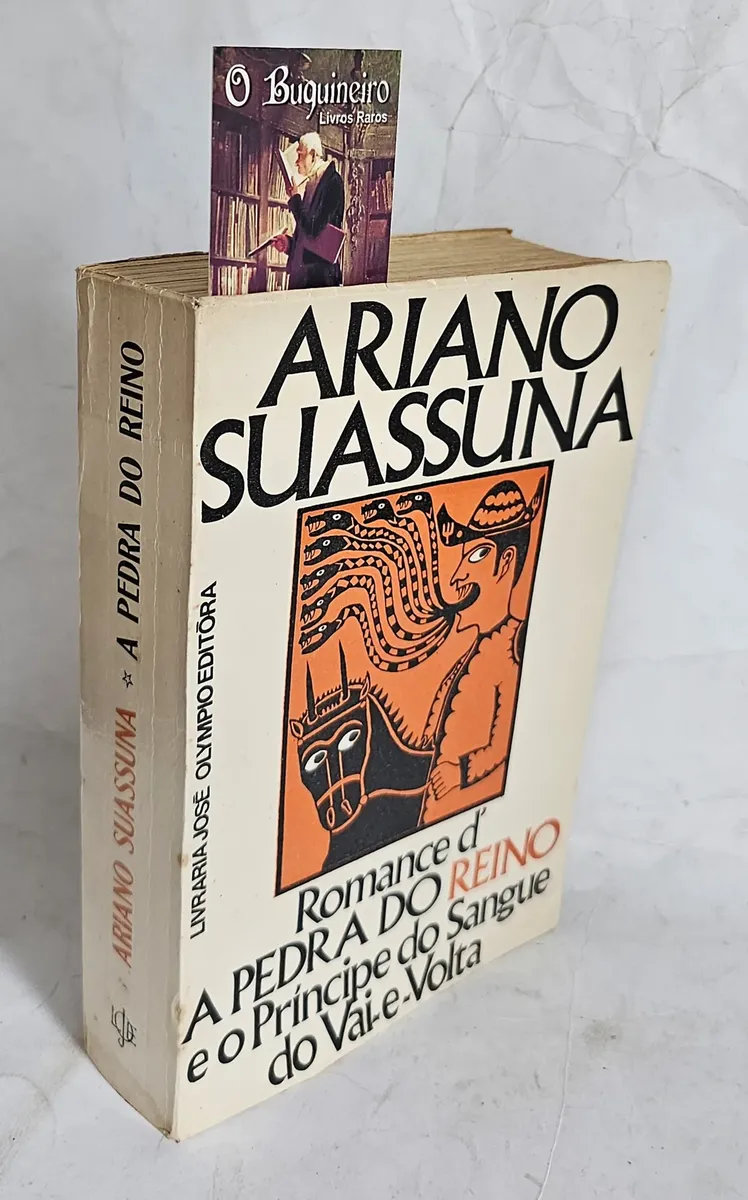 O Buquineiro
Livros Raros
ARIANO
SUASSUNA
LIVRARIA JOSÉ OLYMPIO EDITÔRA
Romance d'
A PEDRA DO REINO
e o Príncipe do Sangue
do Vai-e-Volta
ARIANO SUASSUNA ☆ A PEDRA DO REINO